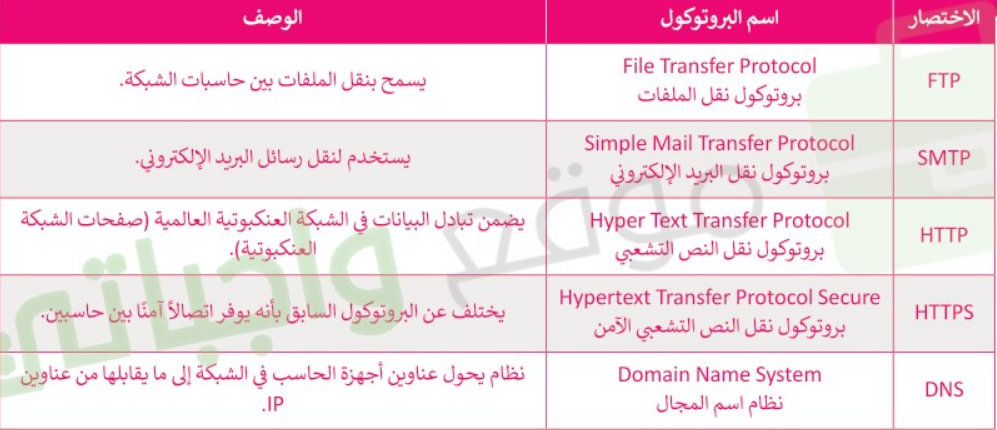 الاختصار
اسم البروتوكول
الوصف
FTP
File Transfer Protocol
بروتوكول نقل الملفات
يسمح بنقل الملفات بين حاسبات الشبكة.
SMTP
Simple Mail Transfer Protocol
بروتوكول نقل البريد الإلكتروني
يستخدم لنقل رسائل البريد الإلكتروني.
HTTP
Hyper Text Transfer Protocol
بروتوكول نقل النص التشعبي
يضمن تبادل البيانات في الشبكة العنكبوتية العالمية (صفحات الشبكة
العنكبوتية).
HTTPS
Hypertext Transfer Protocol Secure
بروتوكول نقل النص التشعبي الآمن
يختلف عن البروتوكول السابق بأنه يوفر اتصالاً آمنًا بين حاسبين.
DNS
Domain Name System
نظام اسم المجال
نظام يحول عناوين أجهزة الحاسب في الشبكة إلى ما يقابلها من عناوين
IP.
موقع واجباتي